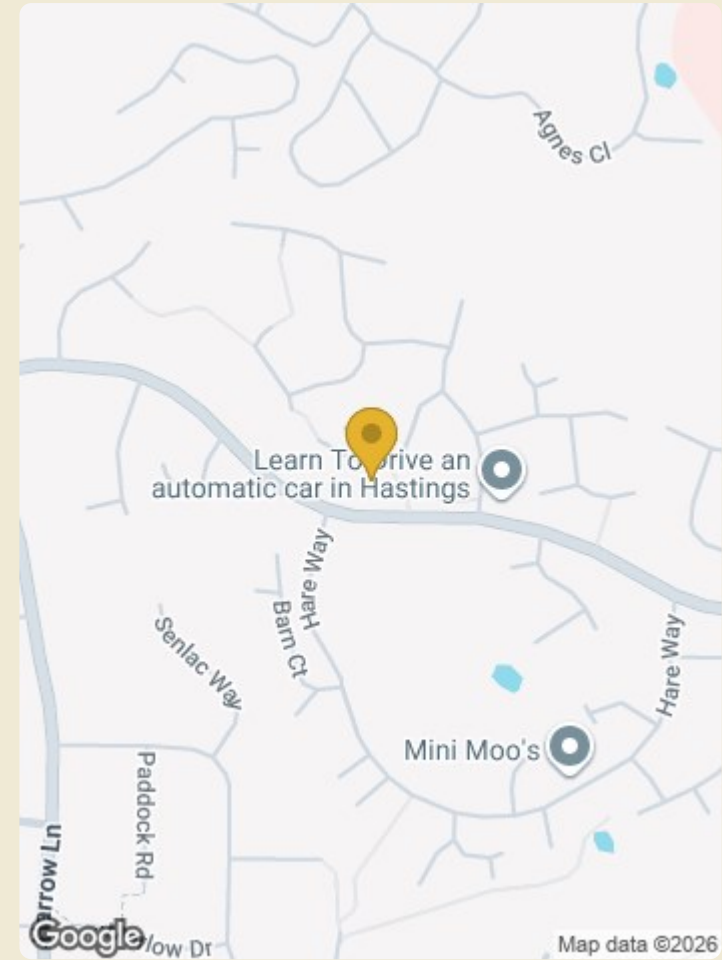 Agnes Cl
Learn To Drive an
automatic car in Hastings
Hare Way
Barn Ct
Senlac Way
Hare Way
Mini Moo's
Paddock Rd
Google
Map data ©2026